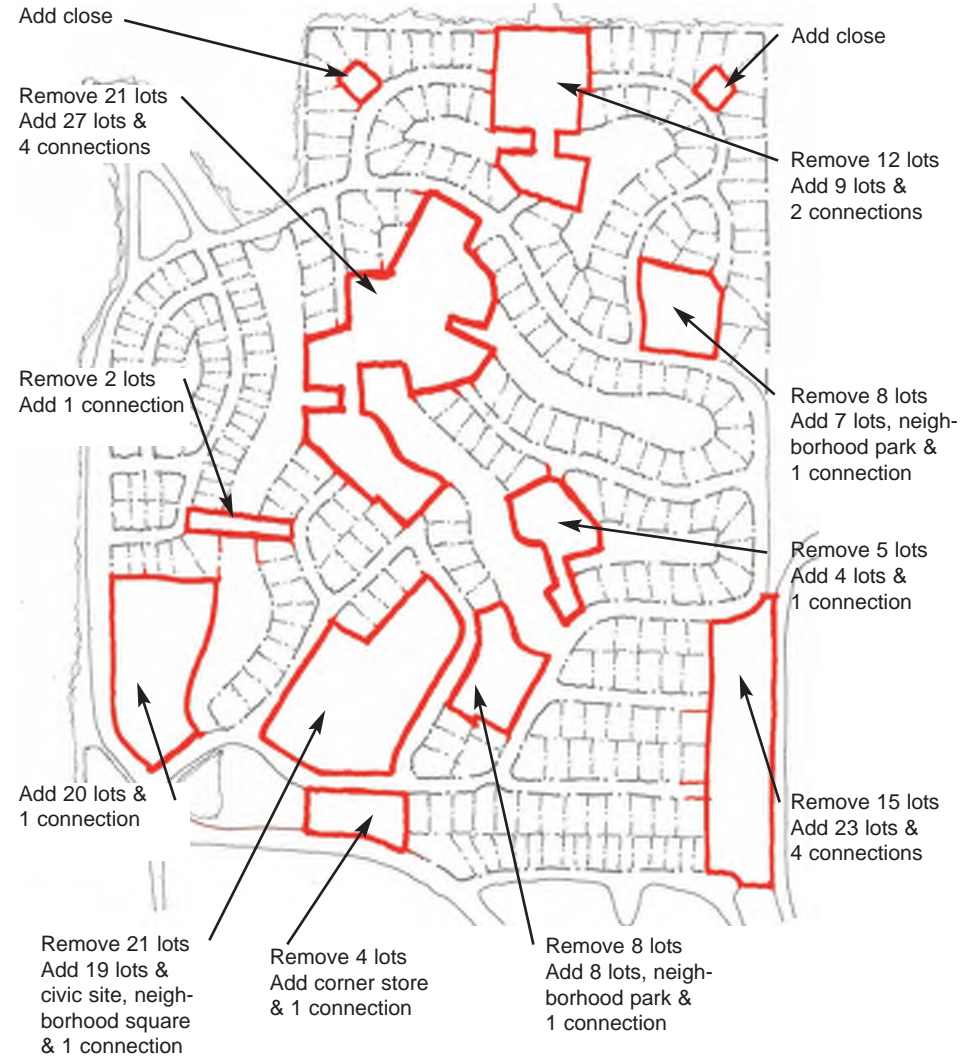 Add close
Add close
Remove 21 lots
Add 27 lots &
4 connections
Remove 12 lots
Add 9 lots &
2 connections
Remove 2 lots
Add 1 connection
Remove 8 lots
Add 7 lots, neigh-
borhood park &
1 connection
Remove 5 lots
Add 4 lots &
1 connection
Add 20 lots &
1 connection
Remove 15 lots
Add 23 lots &
4 connections
Remove 21 lots
Add 19 lots &
civic site, neigh-
borhood square
& 1 connection
Remove 4 lots
Add corner store
& 1 connection
Remove 8 lots
Add 8 lots, neigh-
borhood park &
1 connection